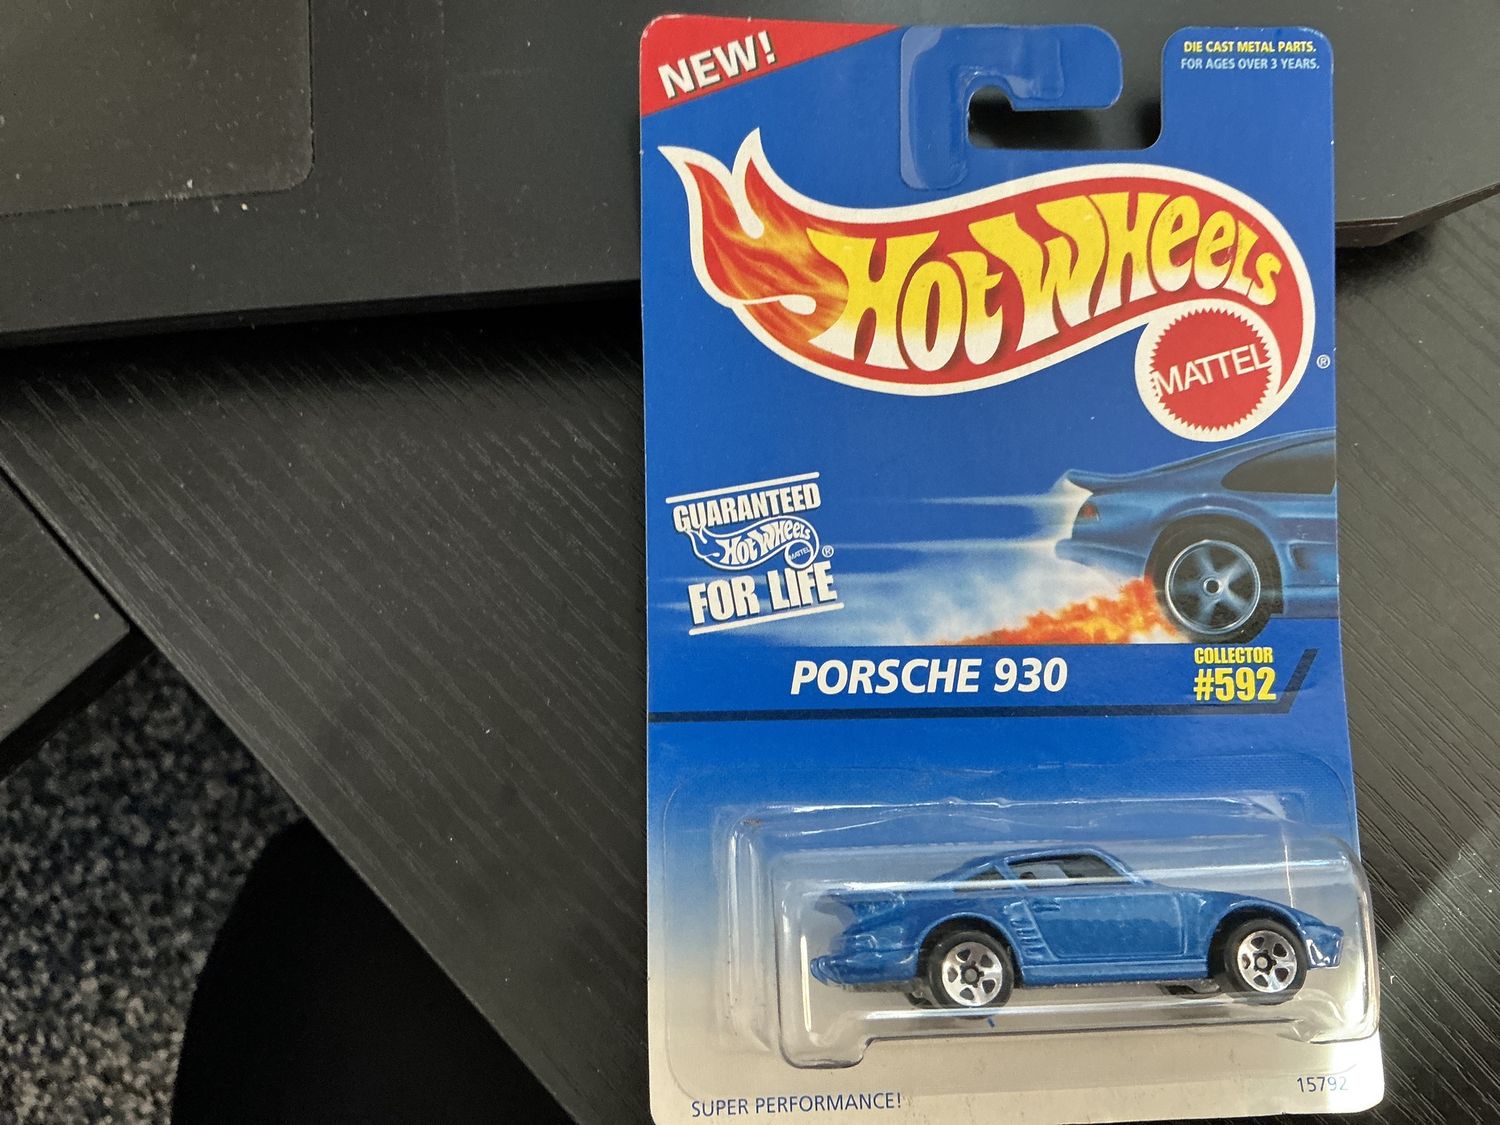 NEW!
DIE CAST METAL PARTS.
FOR AGES OVER 3 YEARS.
HOT WHEELS
MATTEL
®
GUARANTEED
HOT WHEELS
MATTEL
®
FOR LIFE
PORSCHE 930
COLLECTOR
#592
SUPER PERFORMANCE!
15792